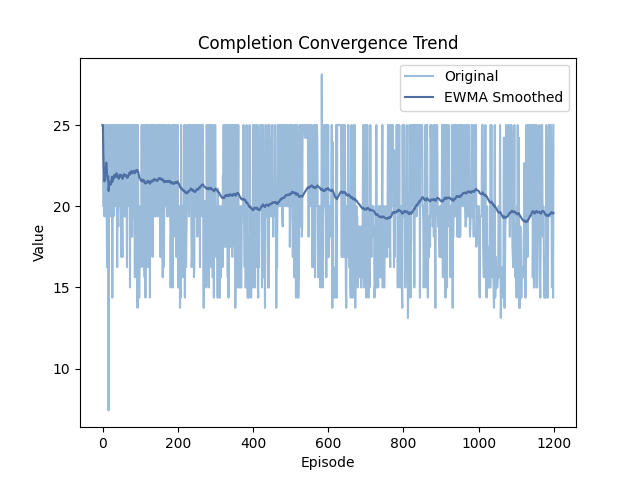 Completion Convergence Trend
Original
EWMA Smoothed
25
20
15
10
Value
0 200 400 600 800 1000 1200
Episode